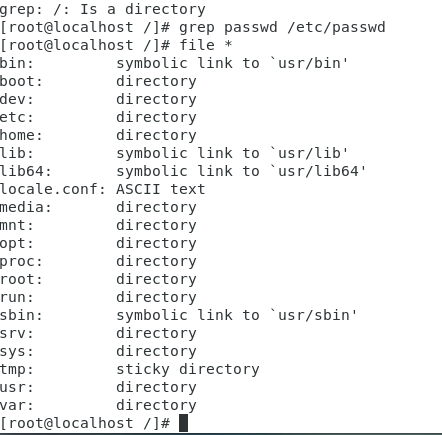 grep: /: Is a directory
[root@localhost /]# grep passwd /etc/passwd
[root@localhost /]# file *
bin:         symbolic link to `usr/bin'
boot:        directory
dev:         directory
etc:         directory
home:        directory
lib:         symbolic link to `usr/lib'
lib64:       symbolic link to `usr/lib64'
locale.conf: ASCII text
media:       directory
mnt:         directory
opt:         directory
proc:        directory
root:        directory
run:         directory
sbin:        symbolic link to `usr/sbin'
srv:         directory
sys:         directory
tmp:         sticky directory
usr:         directory
var:         directory
[root@localhost /]#